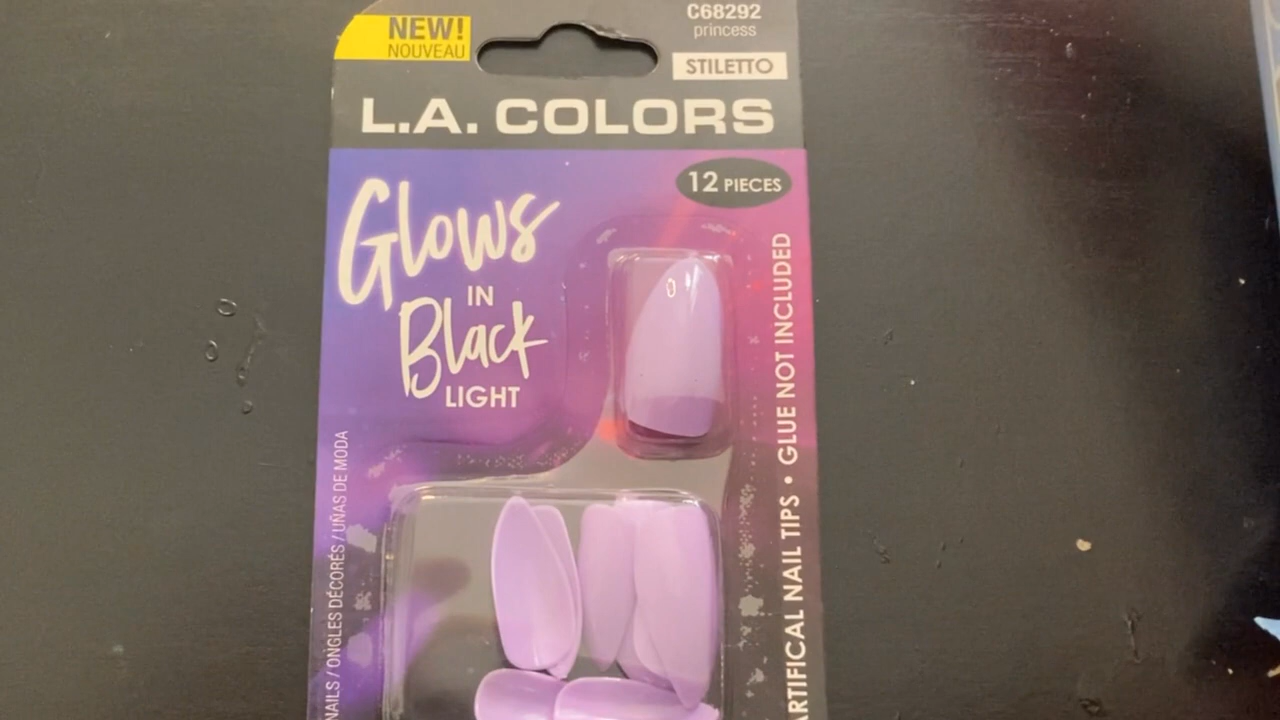 NEW!
NOUVEAU
C68292
princess
STILETTO
L.A. COLORS
12 PIECES
Glows
IN
Black
LIGHT
ARTIFICAL NAIL TIPS • GLUE NOT INCLUDED
NAILS / ONGLES DÉCORÉS / UÑAS DE MODA